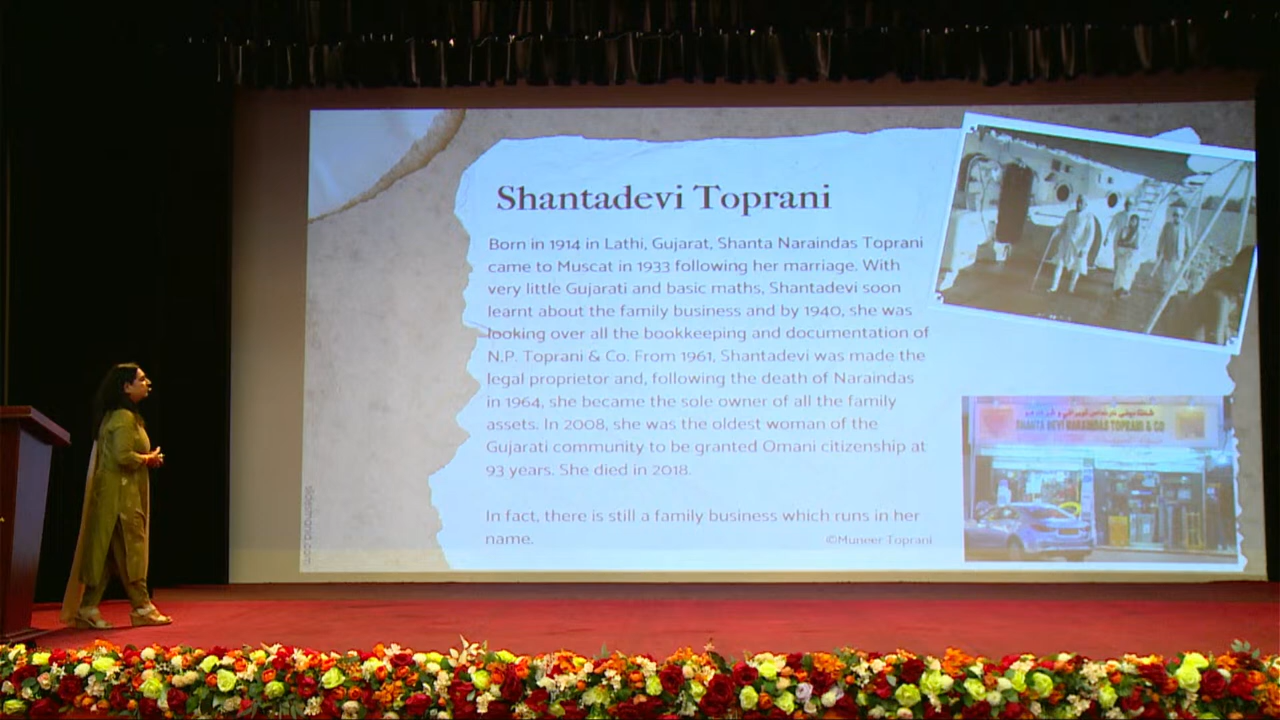 Shantadevi Toprani
Born in 1914 in Lathi, Gujarat, Shanta Naraindas Toprani
came to Muscat in 1933 following her marriage. With
very little Gujarati and basic maths, Shantadevi soon
learnt about the family business and by 1940, she was
looking over all the bookkeeping and documentation of
N.P. Toprani & Co. From 1961, Shantadevi was made the
legal proprietor and, following the death of Naraindas
in 1964, she became the sole owner of all the family
assets. In 2008, she was the oldest woman of the
Gujarati community to be granted Omani citizenship at
93 years. She died in 2018.
In fact, there is still a family business which runs in her
name.
©Muneer Toprani
SHANTA DEVI NARAINDAS TOPRANI & CO